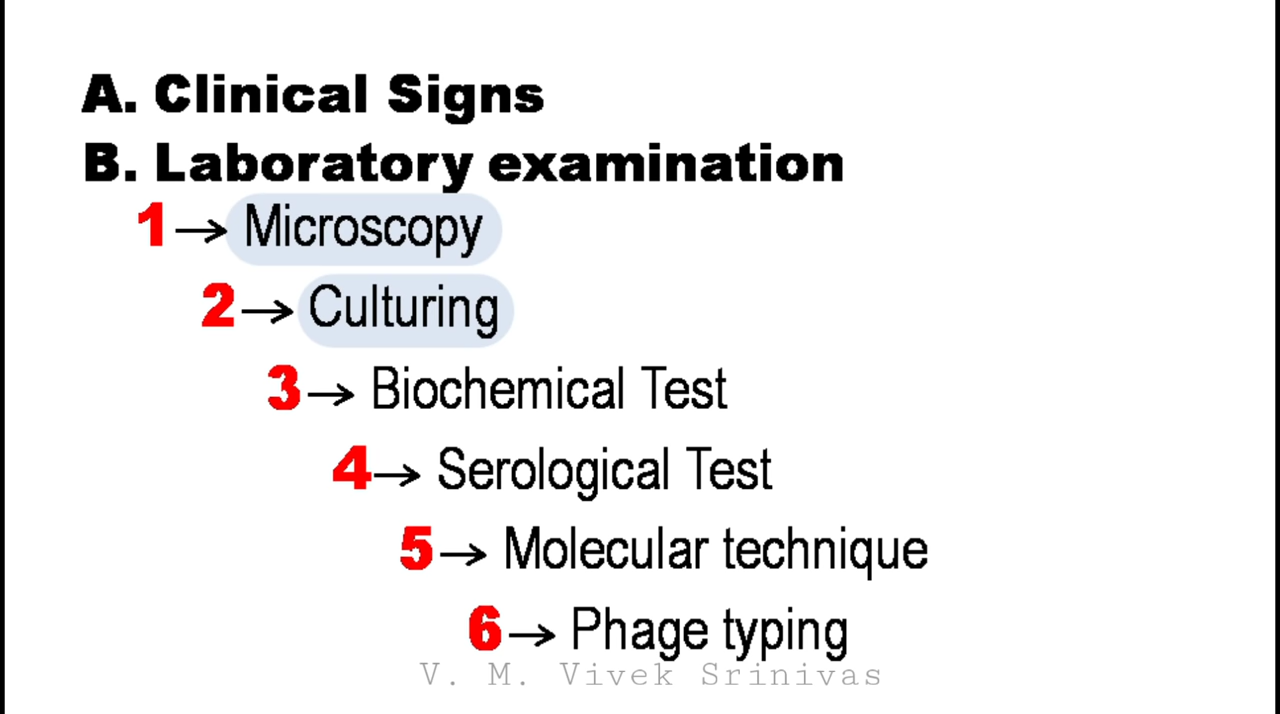 A. Clinical Signs
B. Laboratory examination
1→ Microscopy
2→ Culturing
3→ Biochemical Test
4→ Serological Test
5→ Molecular technique
6→ Phage typing
V. M. Vivek Srinivas